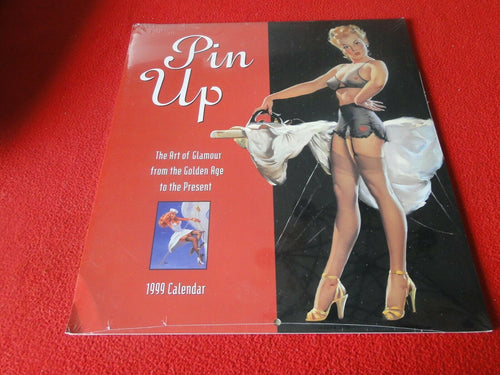 Pin
Up
The Art of Glamour
from the Golden Age
to the Present
1999 Calendar